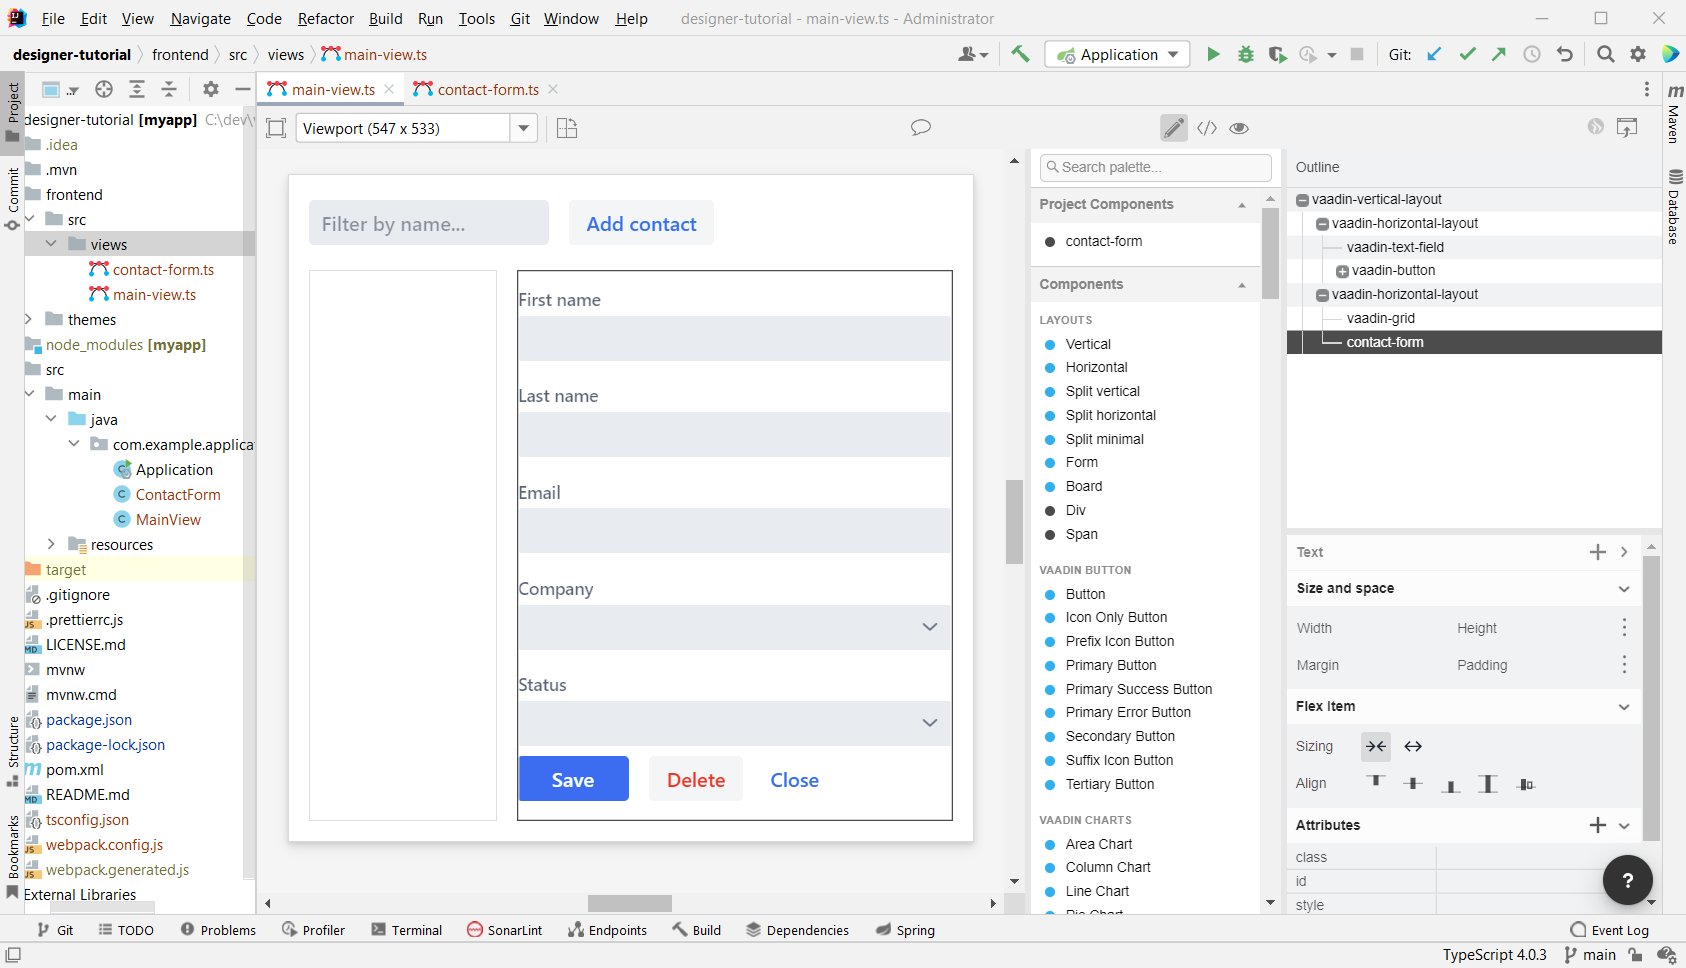 File Edit View Navigate Code Refactor Build Run Tools Git Window Help designer-tutorial - main-view.ts - Administrator
designer-tutorial frontend src views main-view.ts Application Git:
main-view.ts contact-form.ts
Project
Commit
Structure
Bookmarks
designer-tutorial [myapp] C:\dev\
.idea
.mvn
frontend
src
views
contact-form.ts
main-view.ts
themes
node_modules [myapp]
src
main
java
com.example.applica
Application
ContactForm
MainView
resources
target
.gitignore
.prettierrc.js
LICENSE.md
mvnw
mvnw.cmd
package.json
package-lock.json
pom.xml
README.md
tsconfig.json
webpack.config.js
webpack.generated.js
External Libraries
Viewport (547 x 533)
Filter by name...
Add contact
First name
Last name
Email
Company
Status
Save Delete Close
Search palette...
Project Components
contact-form
Components
LAYOUTS
Vertical
Horizontal
Split vertical
Split horizontal
Split minimal
Form
Board
Div
Span
VAADIN BUTTON
Button
Icon Only Button
Prefix Icon Button
Primary Button
Primary Success Button
Primary Error Button
Secondary Button
Suffix Icon Button
Tertiary Button
VAADIN CHARTS
Area Chart
Column Chart
Line Chart
Pie Chart
Outline
vaadin-vertical-layout
vaadin-horizontal-layout
vaadin-text-field
vaadin-button
vaadin-horizontal-layout
vaadin-grid
contact-form
Text
Size and space
Width Height
Margin Padding
Flex Item
Sizing
Align
Attributes
class
id
style
?
m
Maven
Database
Git TODO Problems Profiler Terminal SonarLint Endpoints Build Dependencies Spring Event Log
TypeScript 4.0.3 main